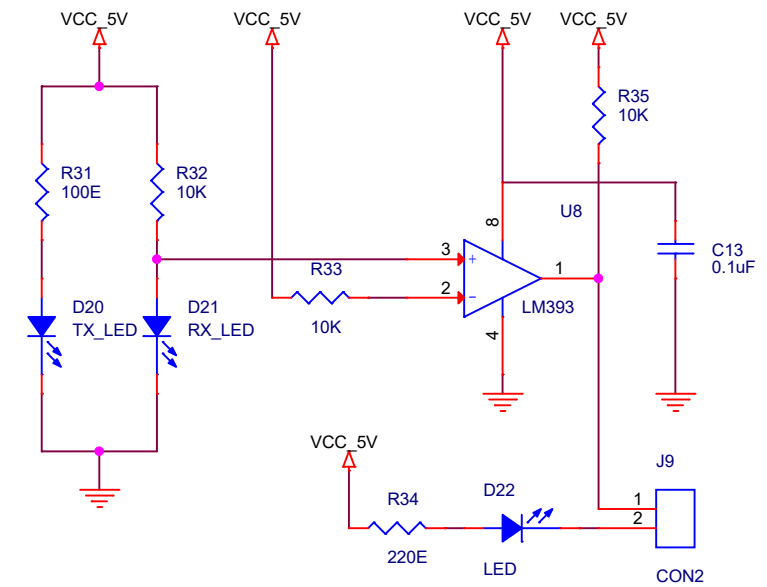 VCC_5V
VCC_5V
VCC_5V
VCC_5V
R35
10K
R31
100E
R32
10K
8
U8
3
+
C13
0.1uF
R33
1
2
−
LM393
D20
TX_LED
D21
RX_LED
10K
4
VCC_5V
J9
R34
D22
1
2
220E
LED
CON2